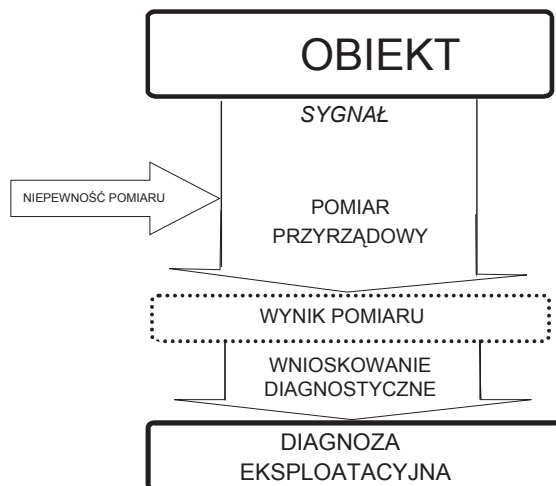 OBIEKT
SYGNAŁ
NIEPEWNOŚĆ POMIARU
POMIAR
PRZYRZĄDOWY
WYNIK POMIARU
WNIOSKOWANIE
DIAGNOSTYCZNE
DIAGNOZA
EKSPLOATACYJNA